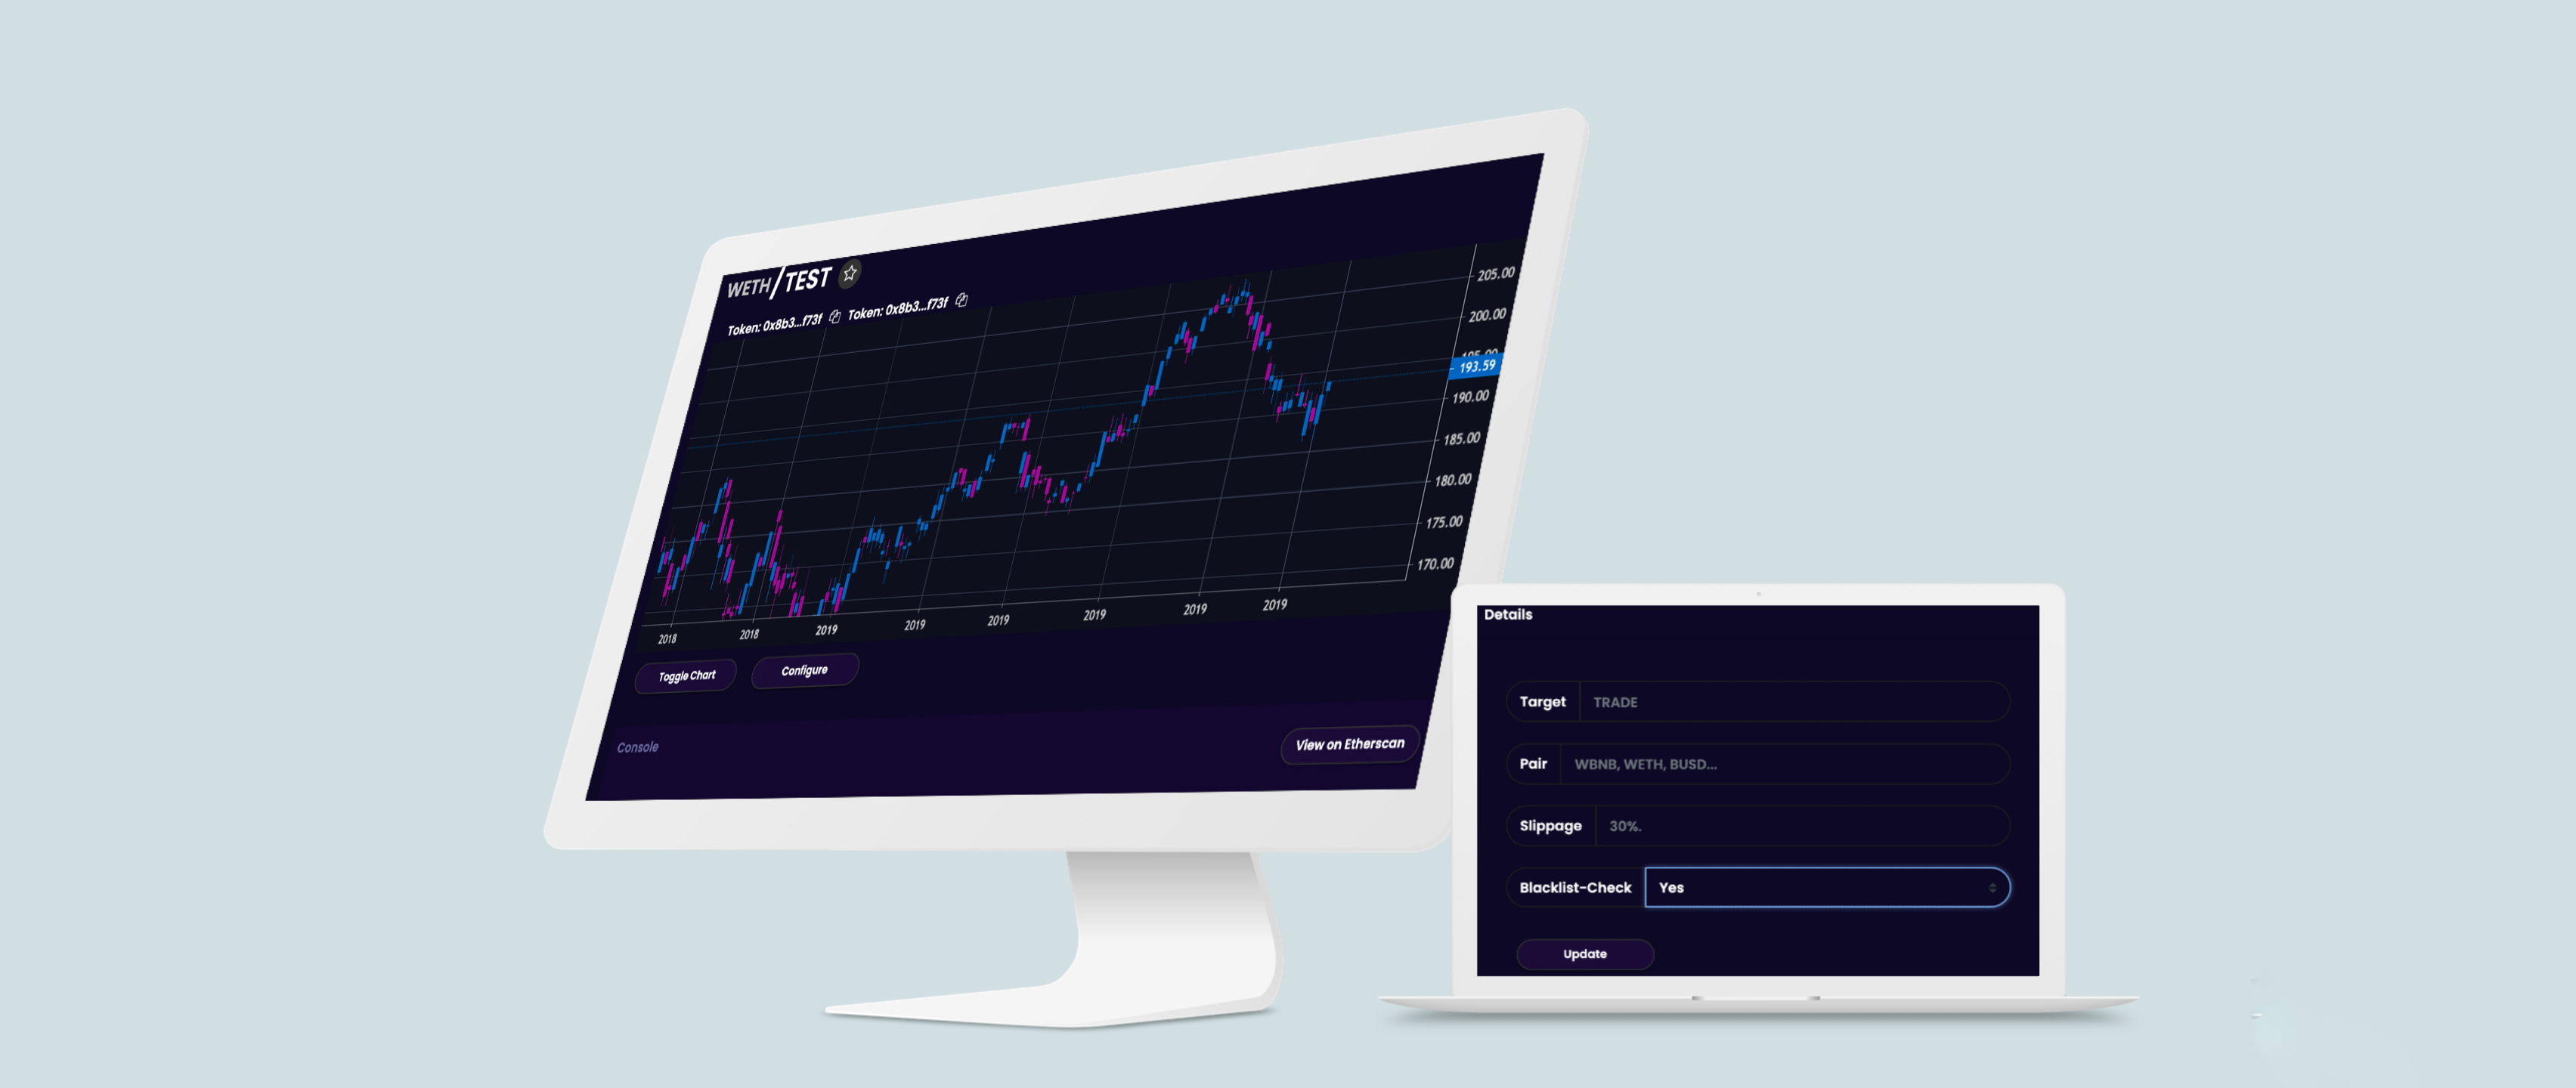 WETH/TEST
Token: 0x8b3...f73f Token: 0x8b3...f73f
205.00
200.00
195.00
193.59
190.00
185.00
180.00
175.00
170.00
2018 2018 2019 2019 2019 2019 2019 2019
Toggle Chart Configure
Console
View on Etherscan
Details
Target TRADE
Pair WBNB, WETH, BUSD...
Slippage 30%.
Blacklist-Check Yes
Update